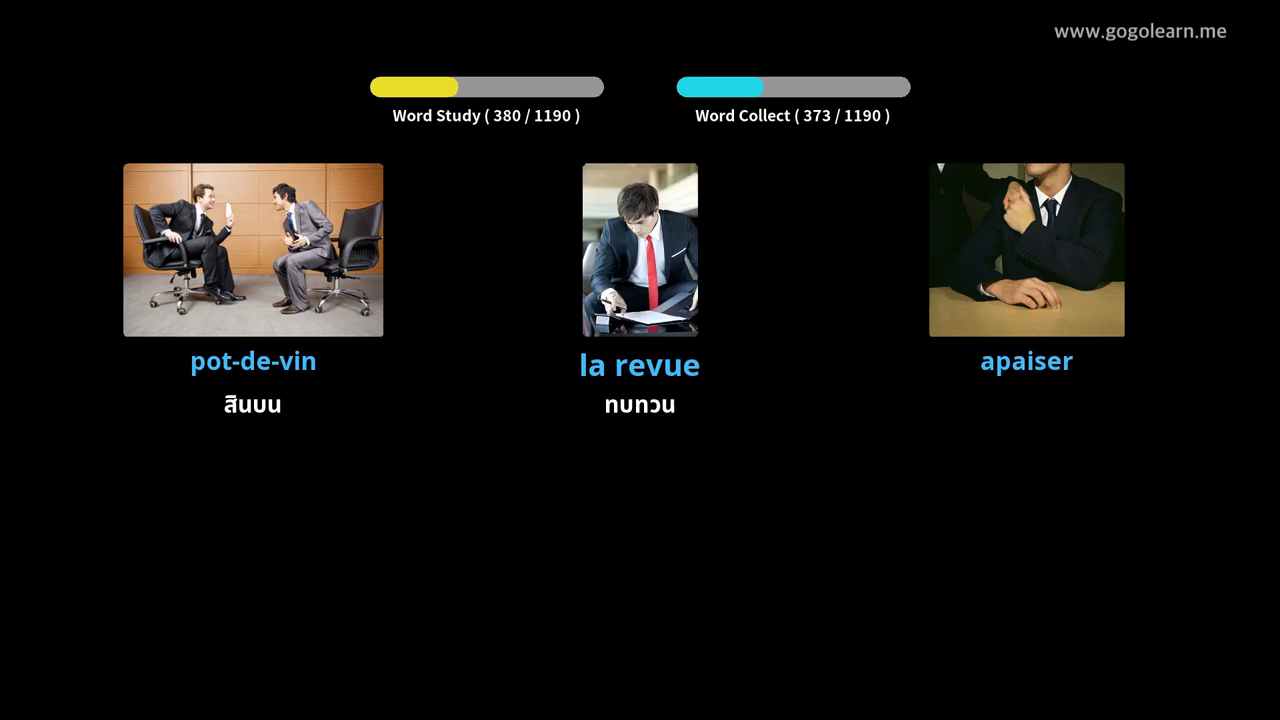 www.gogolearn.me
Word Study ( 380 / 1190 )
Word Collect ( 373 / 1190 )
pot-de-vin
la revue
apaiser
สินบน
ทบทวน